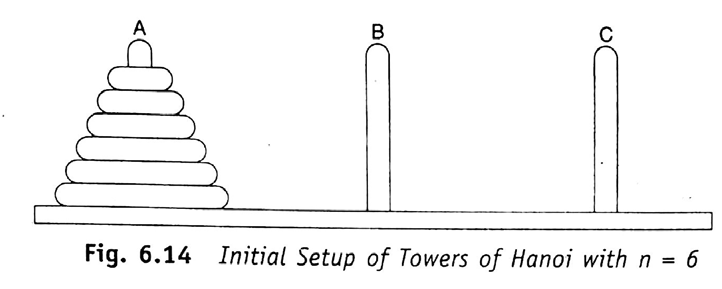 A B C
Fig. 6.14 Initial Setup of Towers of Hanoi with n = 6